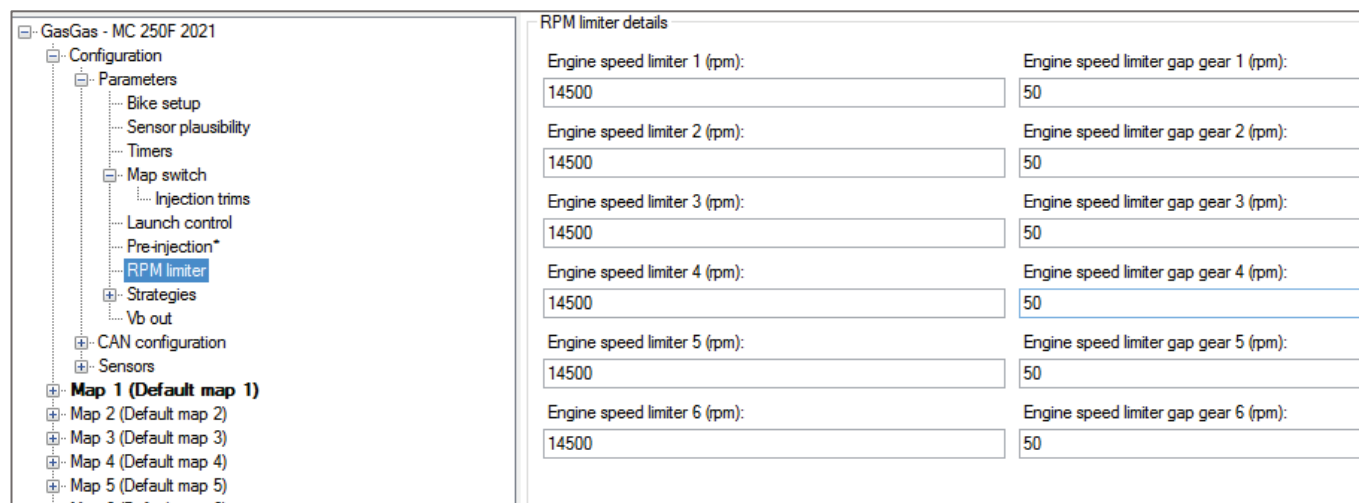 GasGas - MC 250F 2021
Configuration
Parameters
Bike setup
Sensor plausibility
Timers
Map switch
Injection trims
Launch control
Pre-injection*
RPM limiter
Strategies
Vb out
CAN configuration
Sensors
Map 1 (Default map 1)
Map 2 (Default map 2)
Map 3 (Default map 3)
Map 4 (Default map 4)
Map 5 (Default map 5)
RPM limiter details
Engine speed limiter 1 (rpm):
14500
Engine speed limiter gap gear 1 (rpm):
50
Engine speed limiter 2 (rpm):
14500
Engine speed limiter gap gear 2 (rpm):
50
Engine speed limiter 3 (rpm):
14500
Engine speed limiter gap gear 3 (rpm):
50
Engine speed limiter 4 (rpm):
14500
Engine speed limiter gap gear 4 (rpm):
50
Engine speed limiter 5 (rpm):
14500
Engine speed limiter gap gear 5 (rpm):
50
Engine speed limiter 6 (rpm):
14500
Engine speed limiter gap gear 6 (rpm):
50